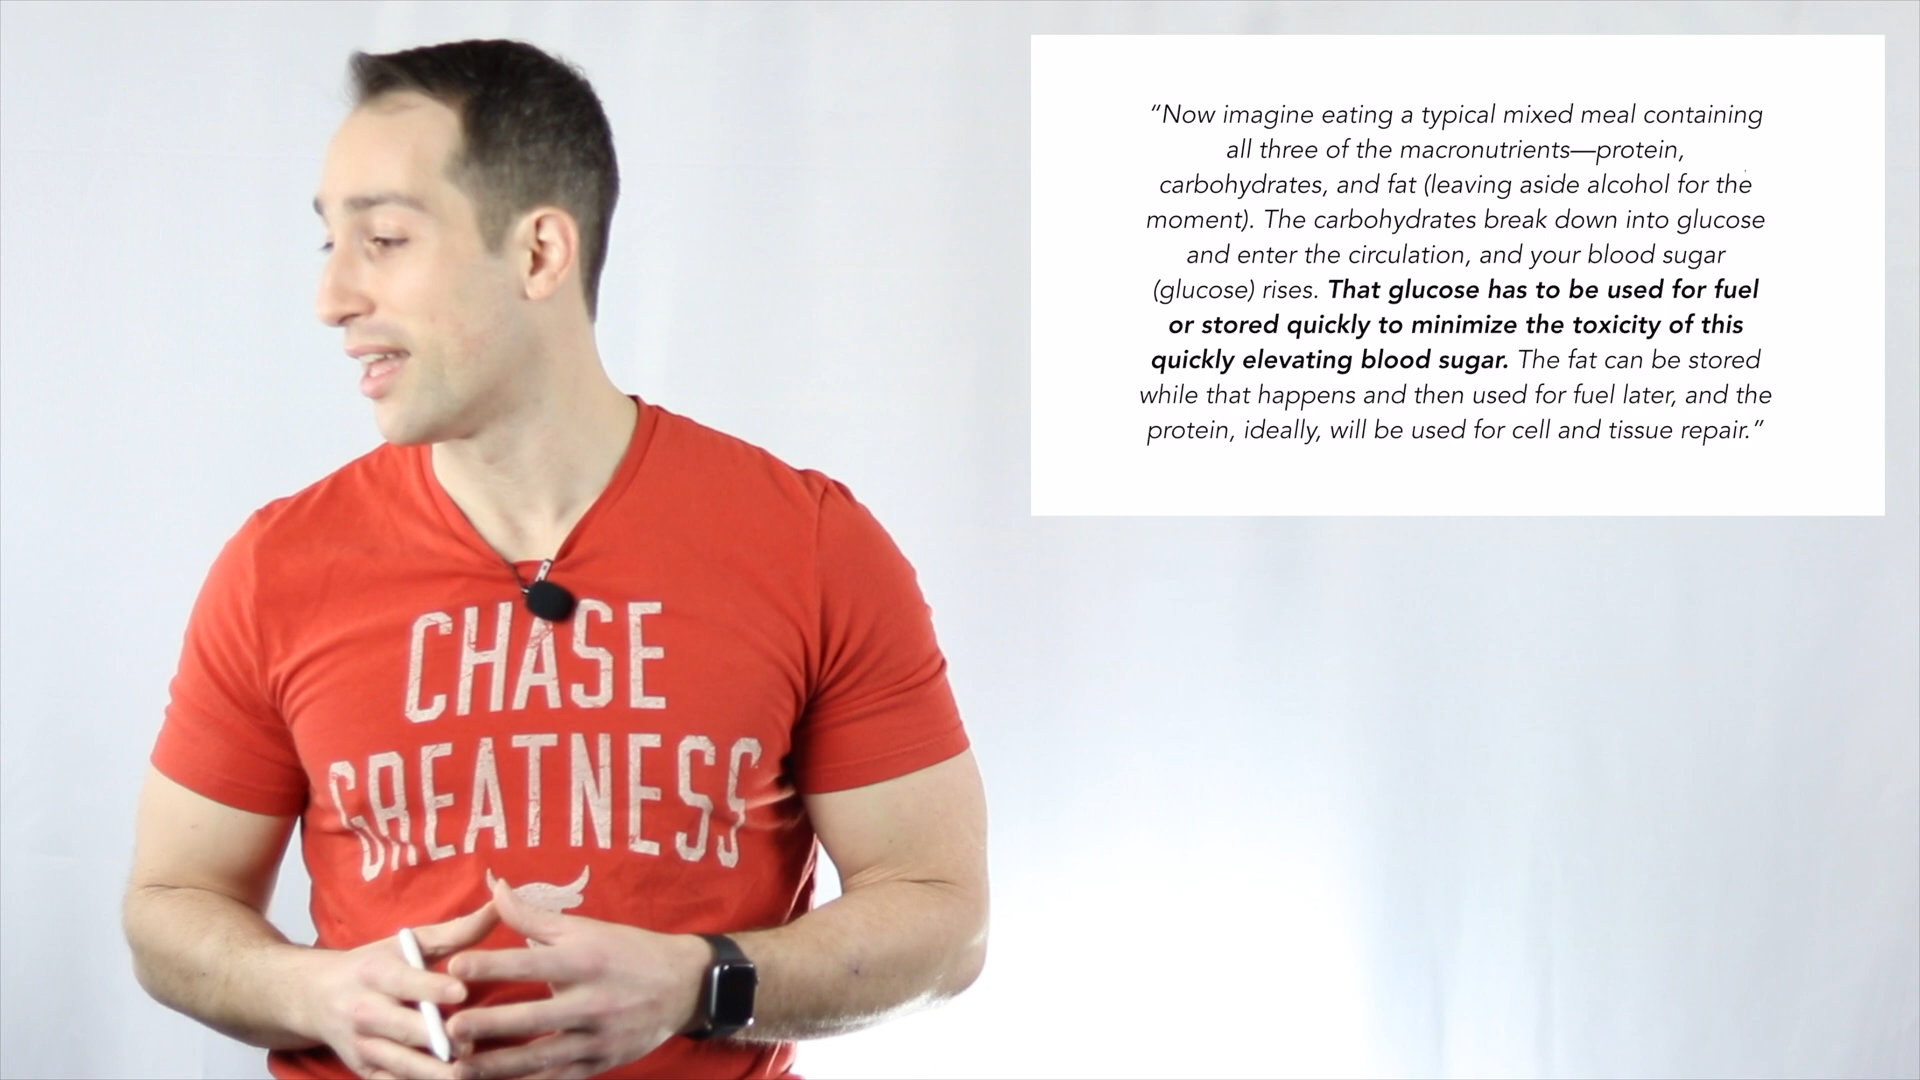 “Now imagine eating a typical mixed meal containing
all three of the macronutrients—protein,
carbohydrates, and fat (leaving aside alcohol for the
moment). The carbohydrates break down into glucose
and enter the circulation, and your blood sugar
(glucose) rises. That glucose has to be used for fuel
or stored quickly to minimize the toxicity of this
quickly elevating blood sugar. The fat can be stored
while that happens and then used for fuel later, and the
protein, ideally, will be used for cell and tissue repair.”
CHASE
GREATNESS